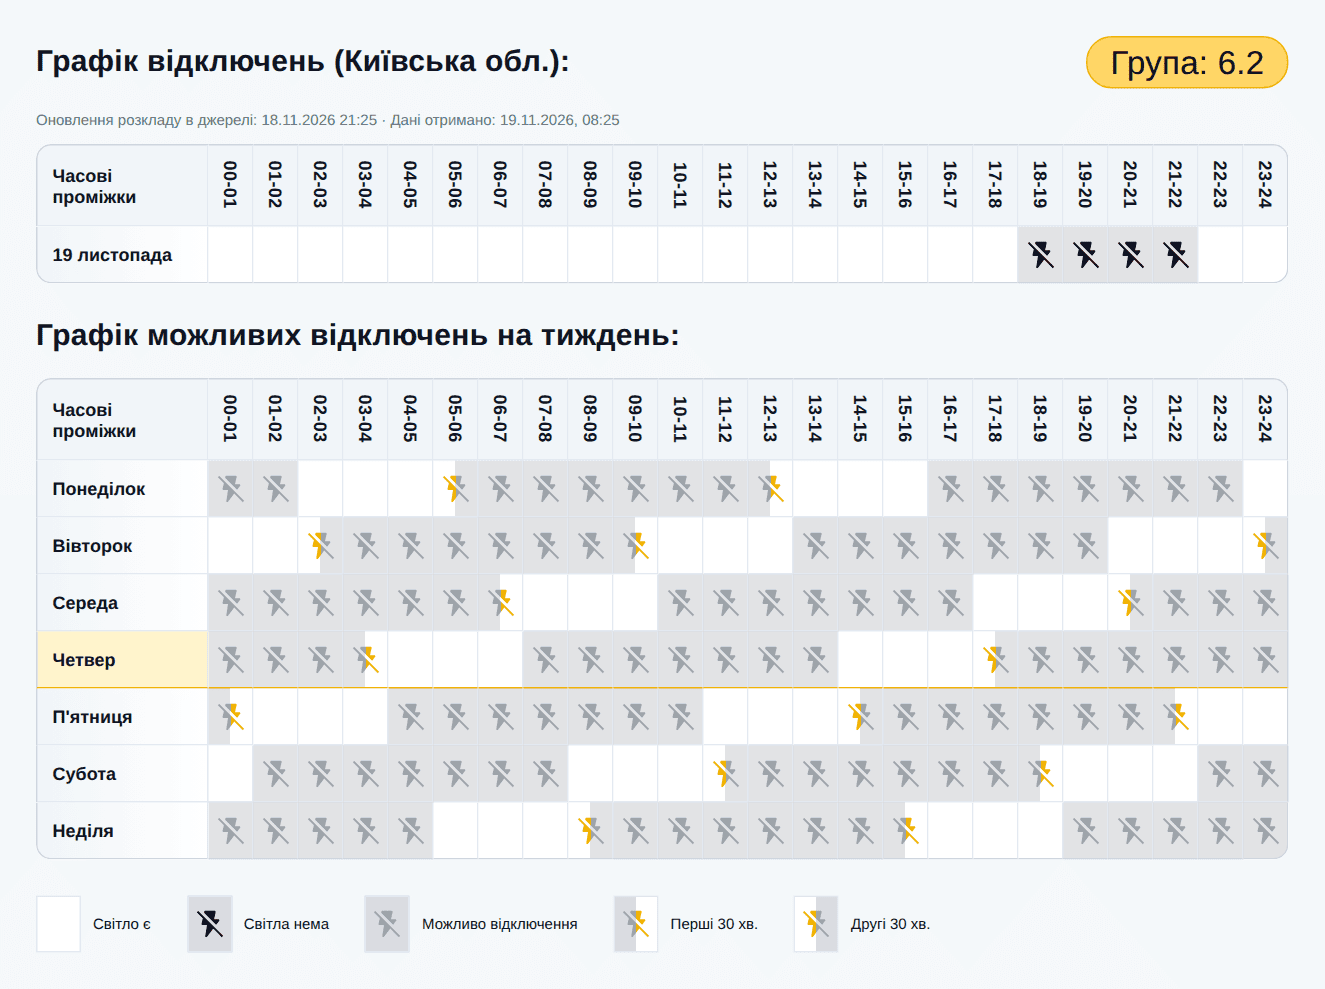 Графік відключень (Київська обл.):
Група: 6.2
Оновлення розкладу в джерелі: 18.11.2026 21:25 · Дані отримано: 19.11.2026, 08:25
Часові
проміжки
00-01 01-02 02-03 03-04 04-05 05-06 06-07 07-08 08-09 09-10 10-11 11-12 12-13 13-14 14-15 15-16 16-17 17-18 18-19 19-20 20-21 21-22 22-23 23-24
19 листопада
Графік можливих відключень на тиждень:
Часові
проміжки
00-01 01-02 02-03 03-04 04-05 05-06 06-07 07-08 08-09 09-10 10-11 11-12 12-13 13-14 14-15 15-16 16-17 17-18 18-19 19-20 20-21 21-22 22-23 23-24
Понеділок
Вівторок
Середа
Четвер
П'ятниця
Субота
Неділя
Світло є
Світла нема
Можливо відключення
Перші 30 хв.
Другі 30 хв.